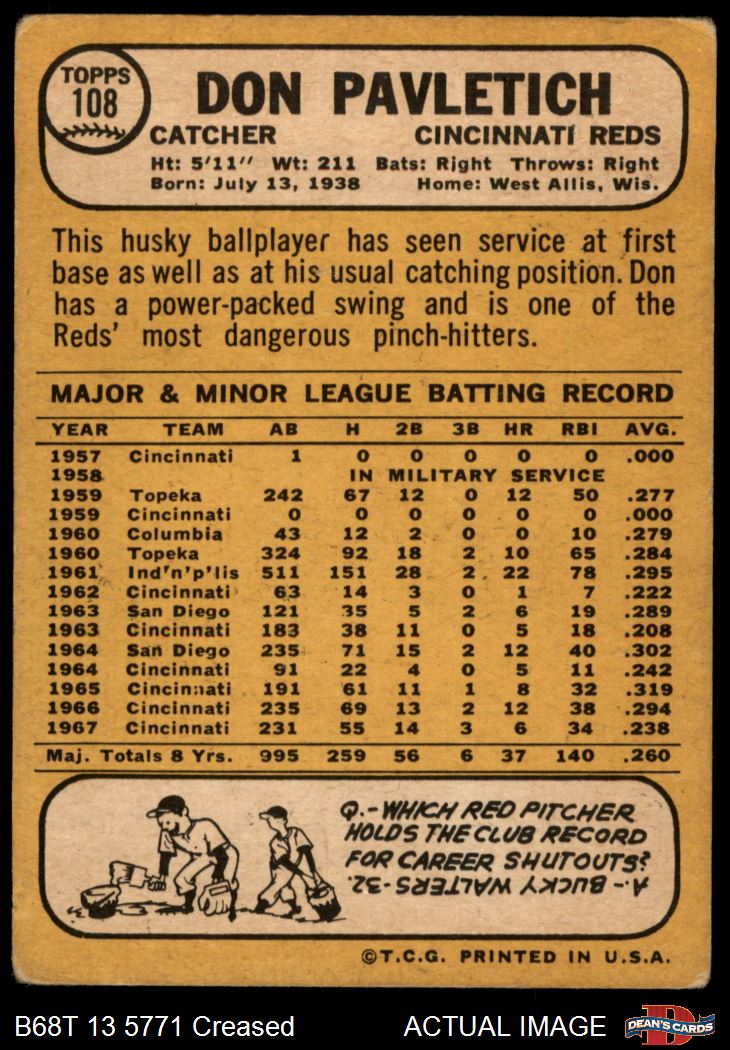 TOPPS
108
DON PAVLETICH
CATCHER CINCINNATI REDS
Ht: 5'11" Wt: 211 Bats: Right Throws: Right
Born: July 13, 1938 Home: West Allis, Wis.
This husky ballplayer has seen service at first
base as well as at his usual catching position. Don
has a power-packed swing and is one of the
Reds' most dangerous pinch-hitters.
MAJOR & MINOR LEAGUE BATTING RECORD
YEAR TEAM AB H 2B 3B HR RBI AVG.
1957 Cincinnati 1 0 0 0 0 0 .000
1958 IN MILITARY SERVICE
1959 Topeka 242 67 12 0 12 50 .277
1959 Cincinnati 0 0 0 0 0 0 .000
1960 Columbia 43 12 2 0 0 10 .279
1960 Topeka 324 92 18 2 10 65 .284
1961 Ind'n'p'lis 511 151 28 2 22 78 .295
1962 Cincinnati 63 14 3 0 1 7 .222
1963 San Diego 121 35 5 2 6 19 .289
1963 Cincinnati 183 38 11 0 5 18 .208
1964 San Diego 235 71 15 2 12 40 .302
1964 Cincinnati 91 22 4 0 5 11 .242
1965 Cincinnati 191 61 11 1 8 32 .319
1966 Cincinnati 235 69 13 2 12 38 .294
1967 Cincinnati 231 55 14 3 6 34 .238
Maj. Totals 8 Yrs. 995 259 56 6 37 140 .260
Q.-WHICH RED PITCHER
HOLDS THE CLUB RECORD
FOR CAREER SHUTOUTS?
A.- BUCKY WALTERS-32.
©T.C.G. PRINTED IN U.S.A.
B68T 13 5771 Creased ACTUAL IMAGE
D
DEAN'S CARDS